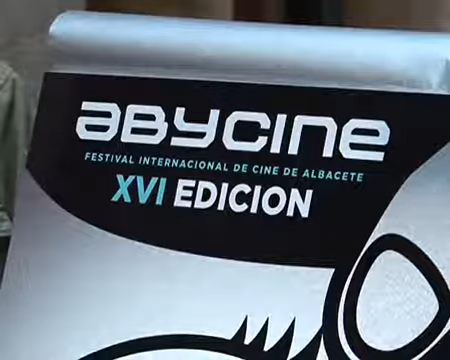 abycine
FESTIVAL INTERNACIONAL DE CINE DE ALBACETE
XVI EDICION